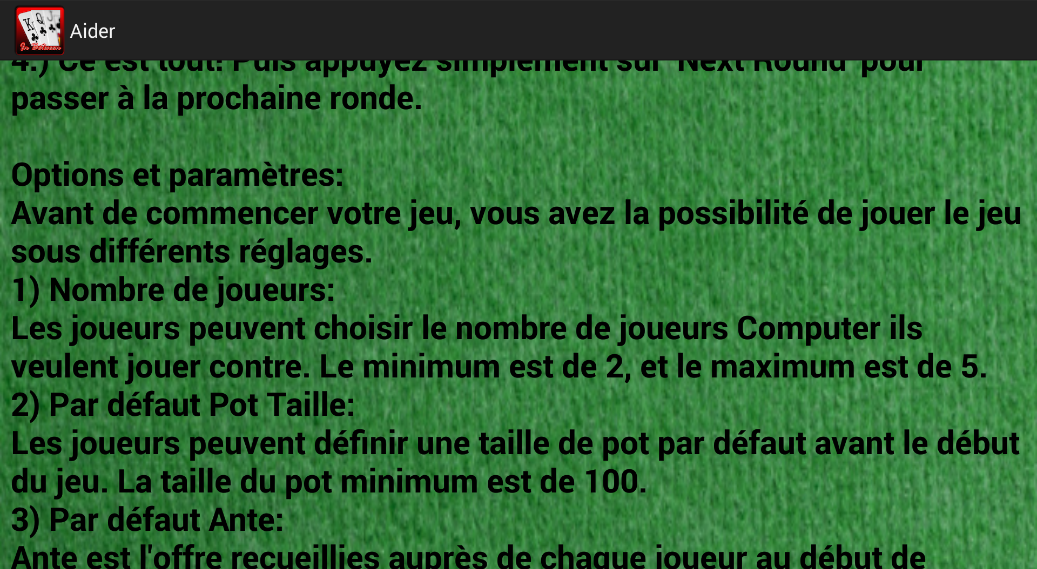 Aider
4.) Ce est tout! Puis appuyez simplement sur "Next Round" pour
passer à la prochaine ronde.
Options et paramètres:
Avant de commencer votre jeu, vous avez la possibilité de jouer le jeu
sous différents réglages.
1) Nombre de joueurs:
Les joueurs peuvent choisir le nombre de joueurs Computer ils
veulent jouer contre. Le minimum est de 2, et le maximum est de 5.
2) Par défaut Pot Taille:
Les joueurs peuvent définir une taille de pot par défaut avant le début
du jeu. La taille du pot minimum est de 100.
3) Par défaut Ante:
Ante est l'offre recueillies auprès de chaque joueur au début de